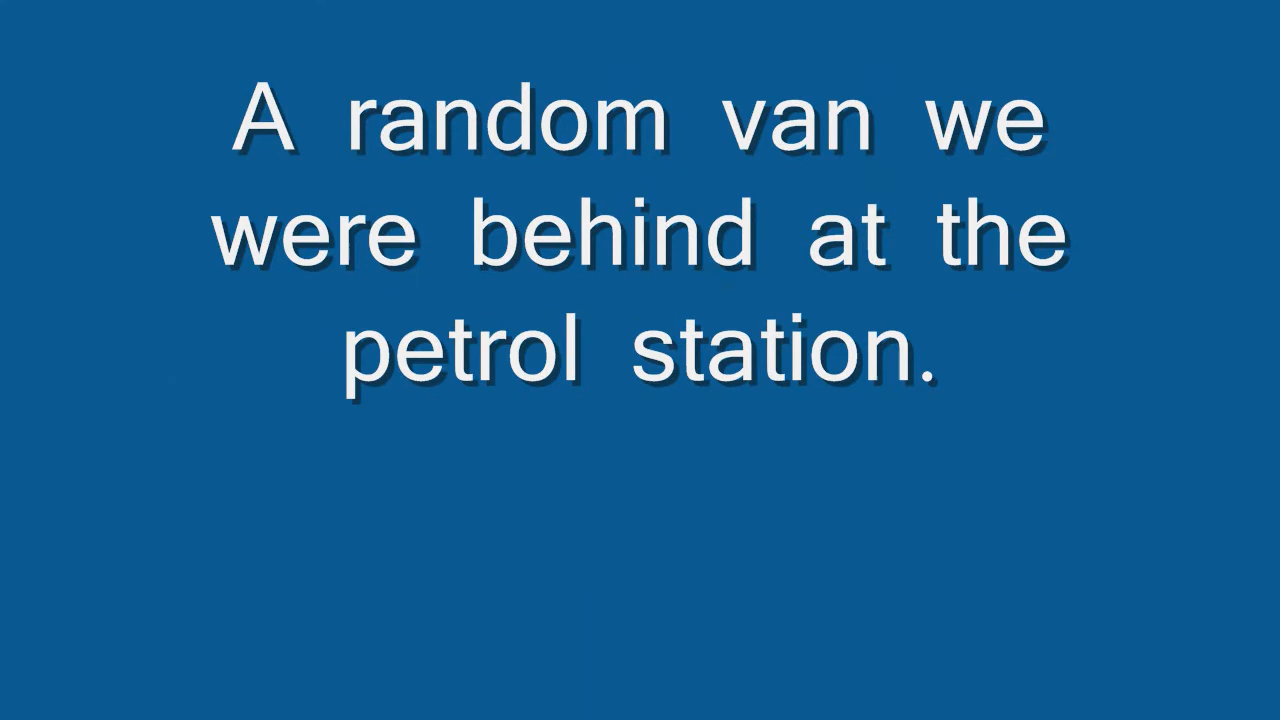 A random van we
were behind at the
petrol station.